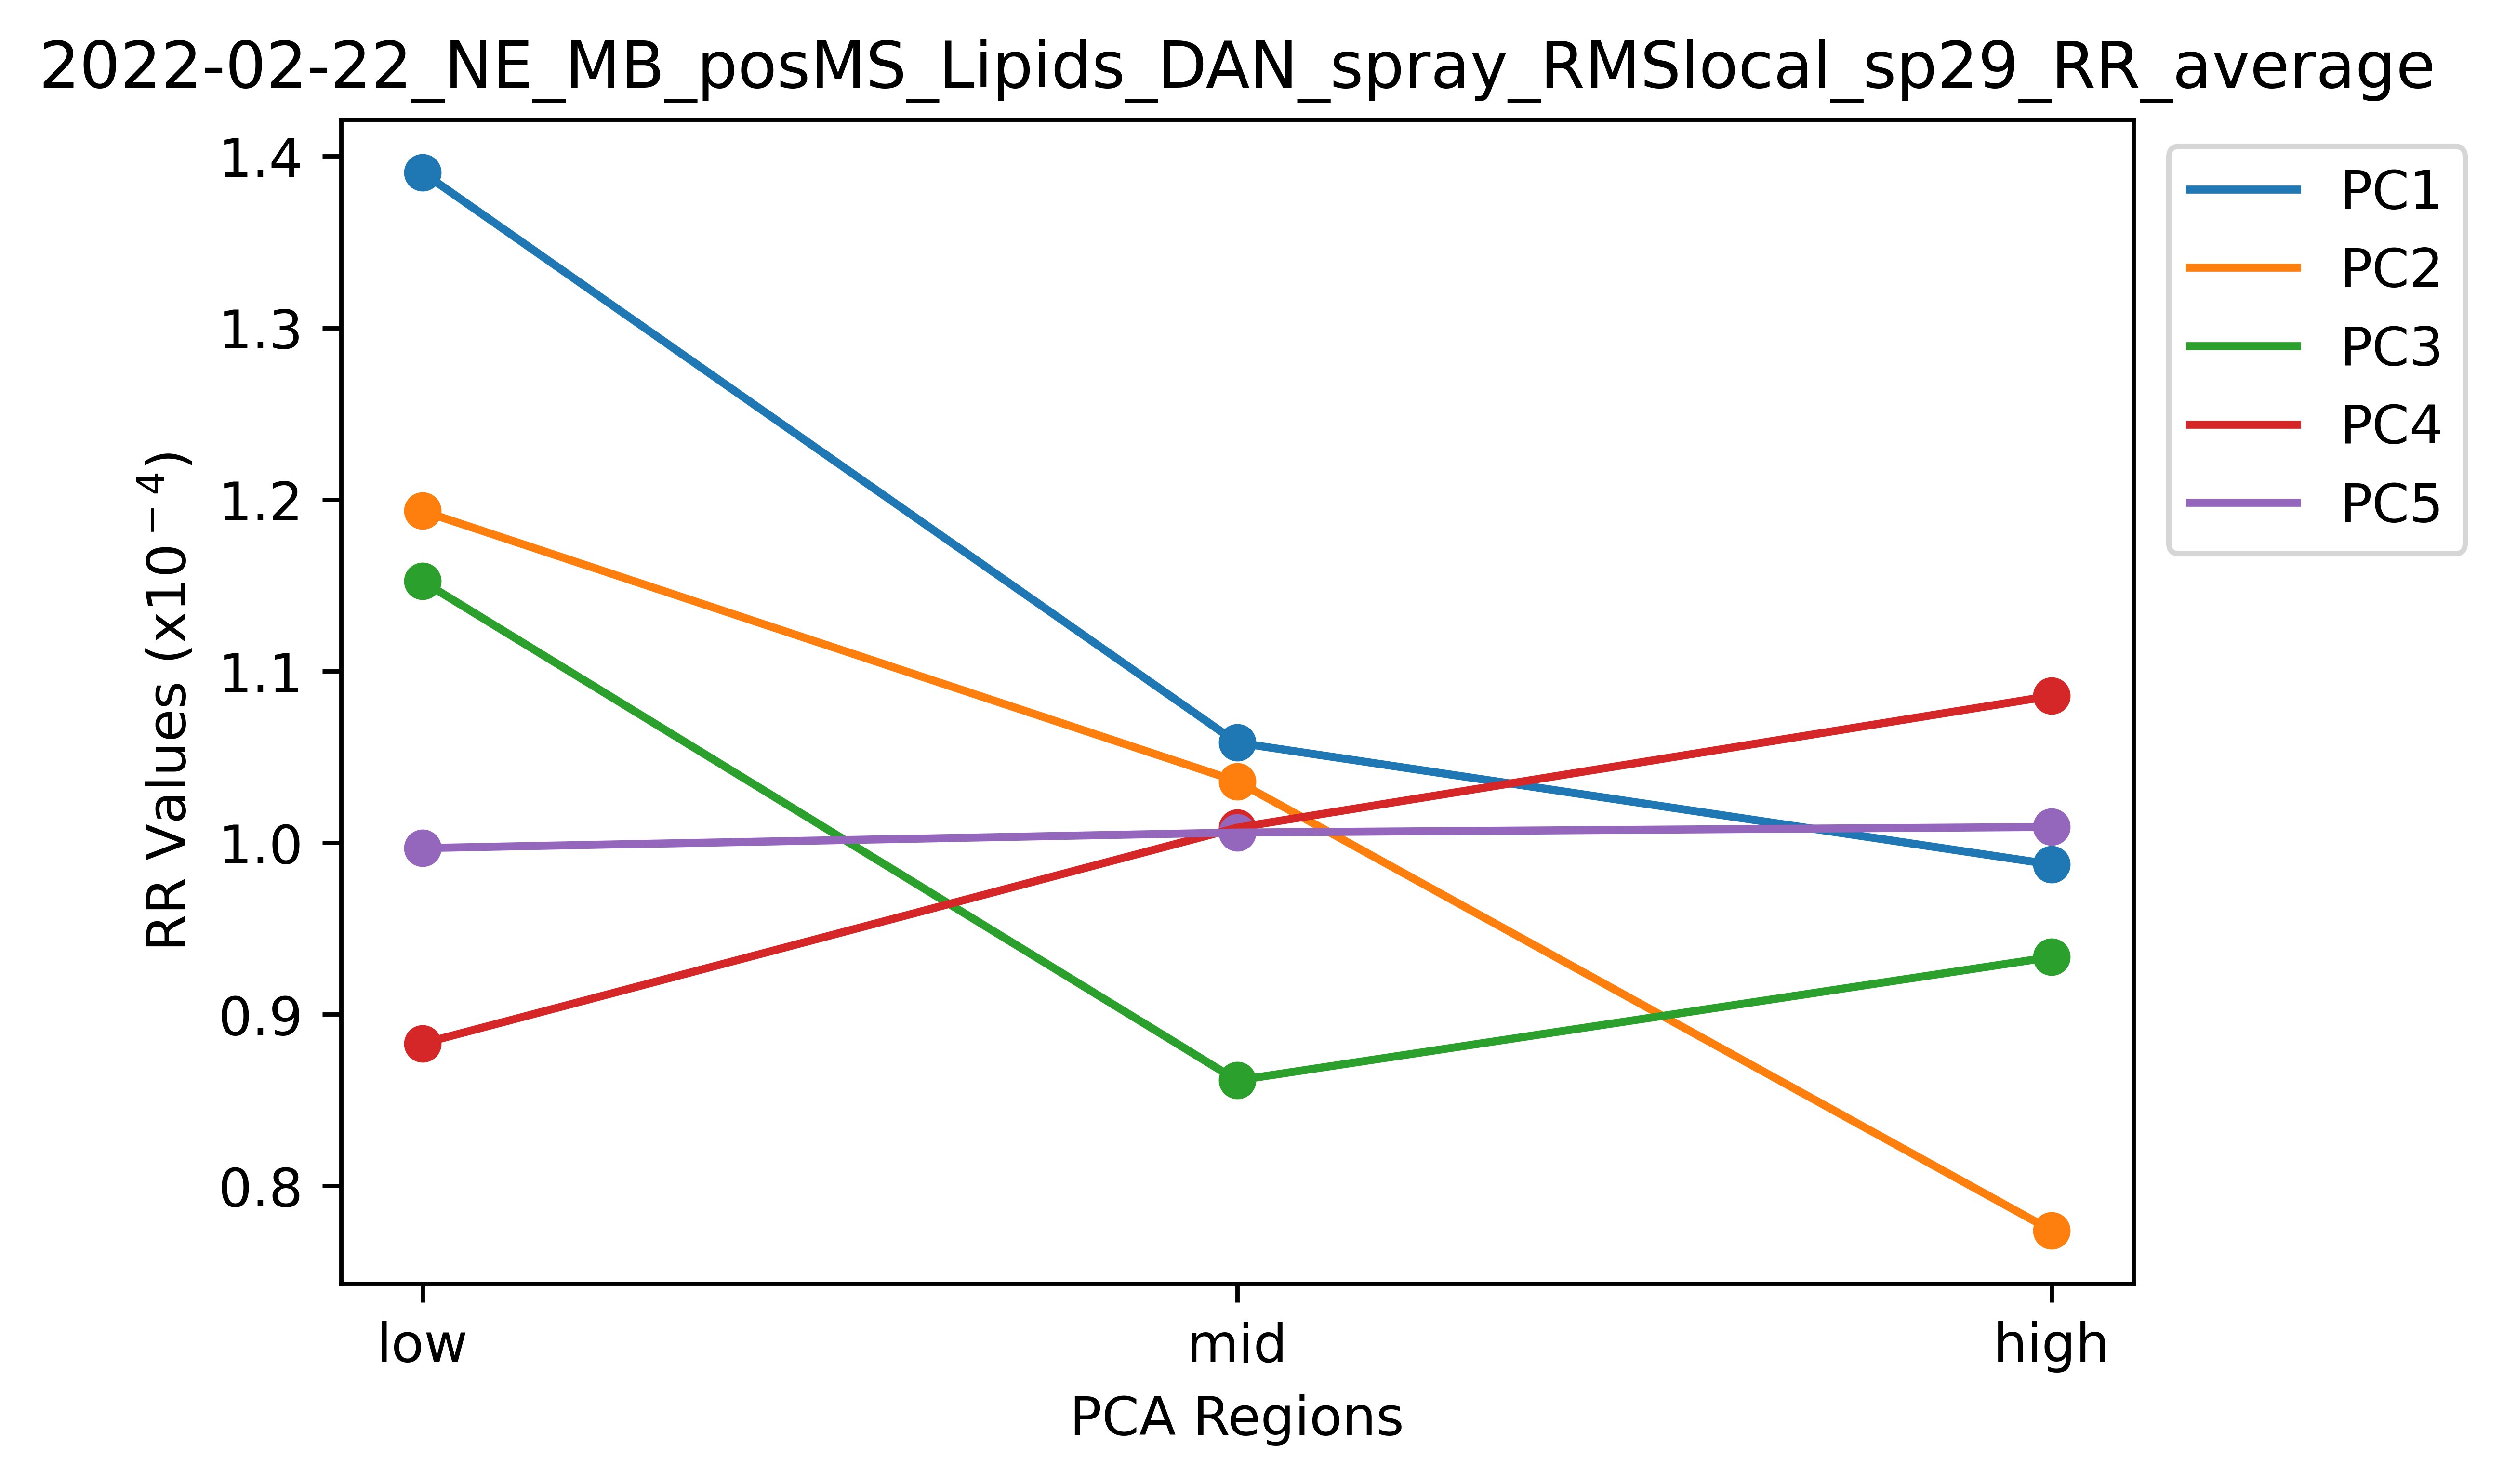 2022-02-22_NE_MB_posMS_Lipids_DAN_spray_RMSlocal_sp29_RR_average
1.4
1.3
1.2
1.1
1.0
0.9
0.8
RR Values (x10⁻⁴)
low
mid
high
PCA Regions
PC1
PC2
PC3
PC4
PC5